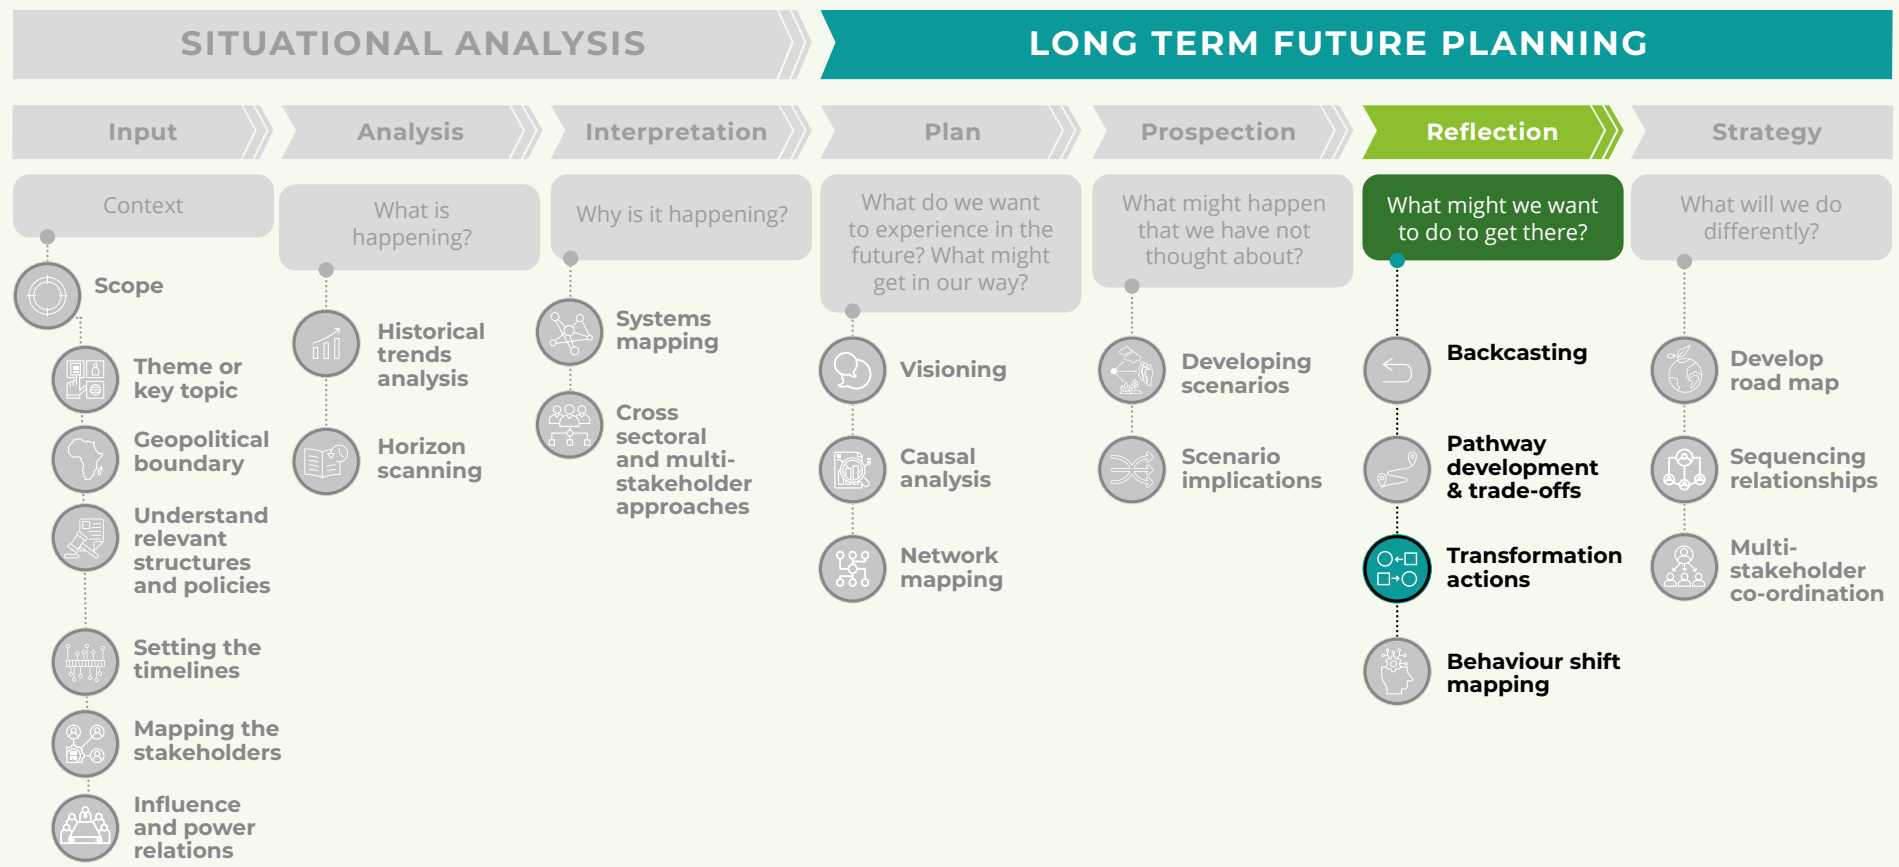 SITUATIONAL ANALYSIS
LONG TERM FUTURE PLANNING
Input
Analysis
Interpretation
Plan
Prospection
Reflection
Strategy
Context
Scope
Theme or
key topic
Geopolitical
boundary
Understand
relevant
structures
and policies
Setting the
timelines
Mapping the
stakeholders
Influence
and power
relations
What is
happening?
Historical
trends
analysis
Horizon
scanning
Why is it happening?
Systems
mapping
Cross
sectoral
and multi-
stakeholder
approaches
What do we want
to experience in the
future? What might
get in our way?
Visioning
Causal
analysis
Network
mapping
What might happen
that we have not
thought about?
Developing
scenarios
Scenario
implications
What might we want
to do to get there?
Backcasting
Pathway
development
& trade-offs
Transformation
actions
Behaviour shift
mapping
What will we do
differently?
Develop
road map
Sequencing
relationships
Multi-
stakeholder
co-ordination